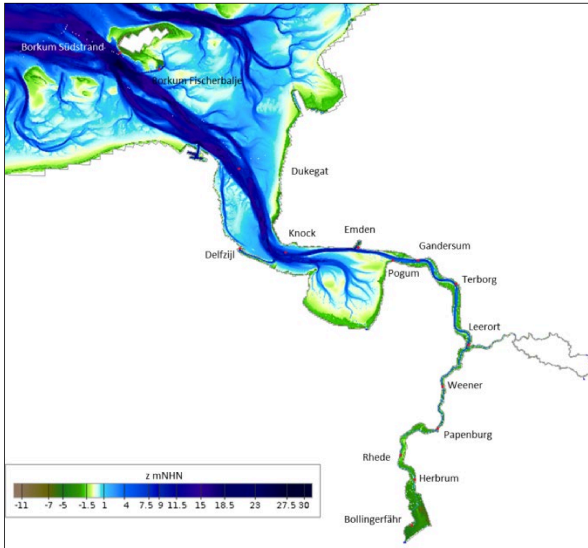 Borkum Südstrand
Borkum Fischerbalje
Dukegat
Knock
Emden
Delfzijl
Gandersum
Pogum
Terborg
Leerort
Weener
Papenburg
Rhede
Herbrum
Bollingerfähr
z mNHN
-11 -7 -5 -1.5 1 4 7 9 11.5 15 18.5 23 27.5 30